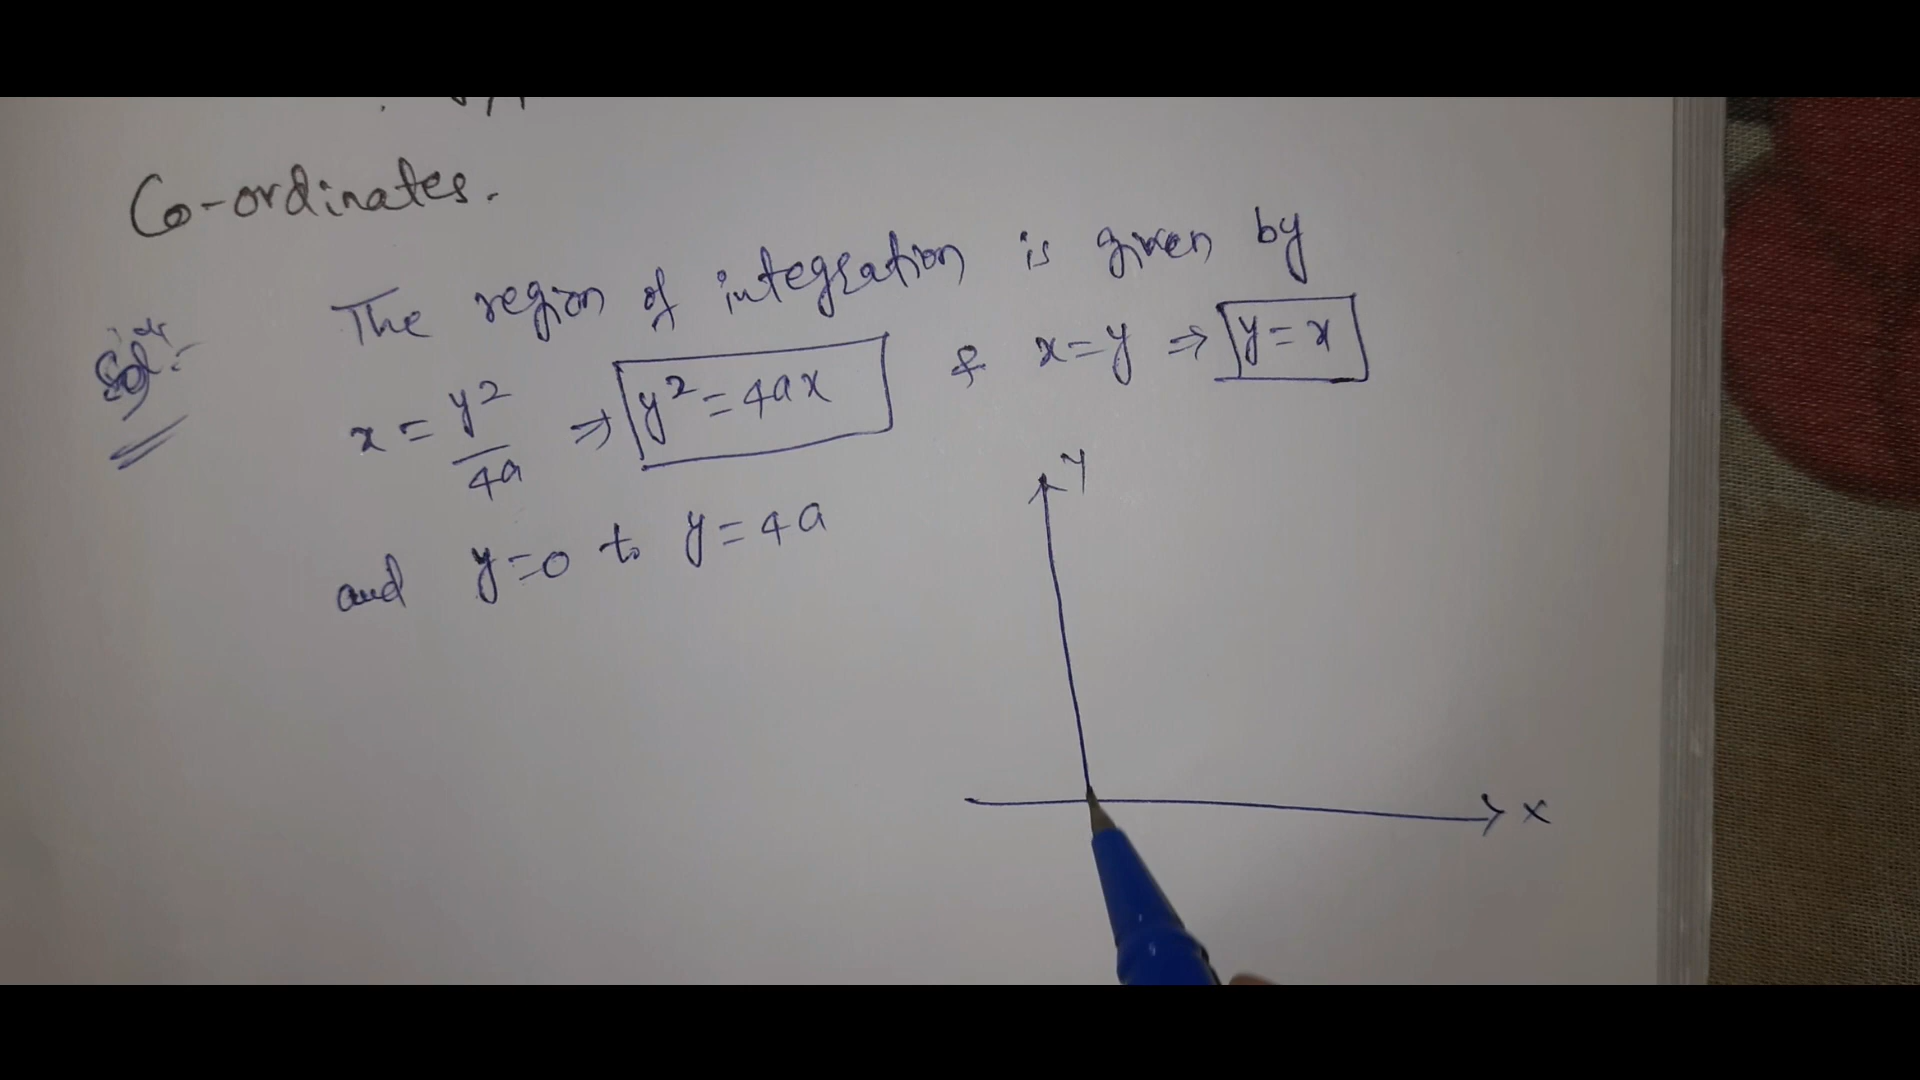 Co-ordinates.
Sol:- The region of integration is given by
x = y²/4a ⇒ y² = 4ax & x = y ⇒ y = x
and y = 0 to y = 4a
y
x